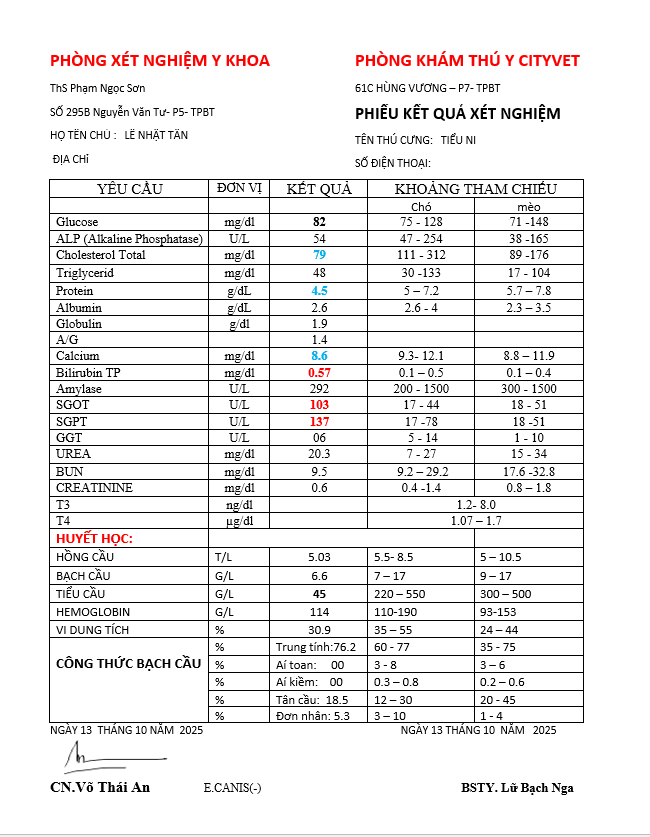 PHÒNG XÉT NGHIỆM Y KHOA
ThS Phạm Ngọc Sơn
SỐ 295B Nguyễn Văn Tư- P5- TPBT
HỌ TÊN CHỦ : LÊ NHẬT TÂN
ĐỊA CHỈ
PHÒNG KHÁM THÚ Y CITYVET
61C HÙNG VƯƠNG – P7- TPBT
PHIẾU KẾT QUẢ XÉT NGHIỆM
TÊN THÚ CƯNG: TIỂU NI
SỐ ĐIỆN THOẠI:
YÊU CẦU ĐƠN VỊ KẾT QUẢ KHOẢNG THAM CHIẾU
Chó mèo
Glucose mg/dl 82 75 - 128 71 -148
ALP (Alkaline Phosphatase) U/L 54 47 - 254 38 -165
Cholesterol Total mg/dl 79 111 - 312 89 -176
Triglycerid mg/dl 48 30 -133 17 - 104
Protein g/dL 4.5 5 – 7.2 5.7 – 7.8
Albumin g/dL 2.6 2.6 - 4 2.3 – 3.5
Globulin g/dl 1.9
A/G 1.4
Calcium mg/dl 8.6 9.3- 12.1 8.8 – 11.9
Bilirubin TP mg/dl 0.57 0.1 – 0.5 0.1 – 0.4
Amylase U/L 292 200 - 1500 300 - 1500
SGOT U/L 103 17 - 44 18 - 51
SGPT U/L 137 17 -78 18 -51
GGT U/L 06 5 - 14 1 - 10
UREA mg/dl 20.3 7 - 27 15 - 34
BUN mg/dl 9.5 9.2 – 29.2 17.6 -32.8
CREATININE mg/dl 0.6 0.4 -1.4 0.8 – 1.8
T3 ng/dl 1.2- 8.0
T4 µg/dl 1.07 – 1.7
HUYẾT HỌC:
HỒNG CẦU T/L 5.03 5.5- 8.5 5 – 10.5
BẠCH CẦU G/L 6.6 7 – 17 9 – 17
TIỂU CẦU G/L 45 220 – 550 300 – 500
HEMOGLOBIN G/L 114 110-190 93-153
VI DUNG TÍCH % 30.9 35 – 55 24 – 44
CÔNG THỨC BẠCH CẦU % Trung tính:76.2 60 - 77 35 - 75
% Aí toan: 00 3 - 8 3 – 6
% Aí kiềm: 00 0.3 – 0.8 0.2 – 0.6
% Tân cầu: 18.5 12 – 30 20 - 45
% Đơn nhân: 5.3 3 – 10 1 - 4
NGÀY 13 THÁNG 10 NĂM 2025 NGÀY 13 THÁNG 10 NĂM 2025
CN.Võ Thái An E.CANIS(-) BSTY. Lữ Bạch Nga